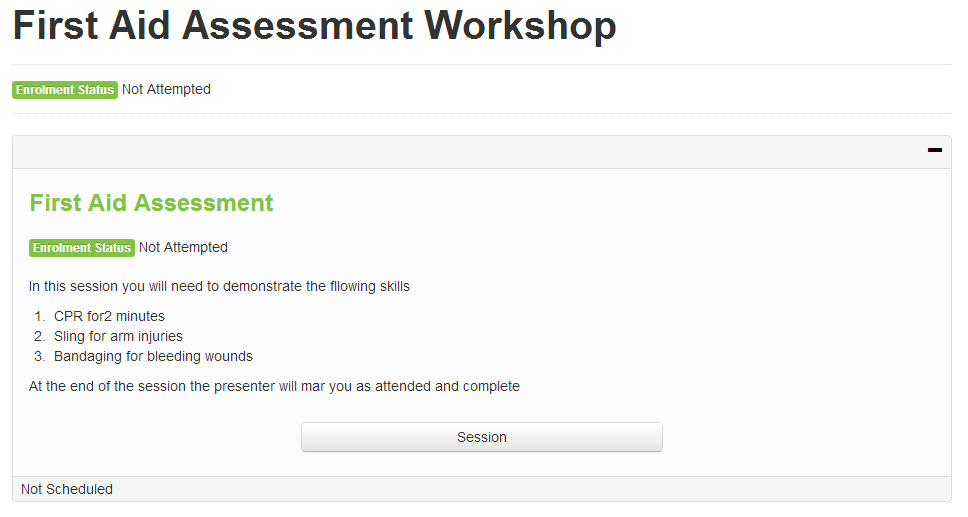 First Aid Assessment Workshop
Enrolment Status Not Attempted
First Aid Assessment
Enrolment Status Not Attempted
In this session you will need to demonstrate the fllowing skills
1. CPR for2 minutes
2. Sling for arm injuries
3. Bandaging for bleeding wounds
At the end of the session the presenter will mar you as attended and complete
Session
Not Scheduled